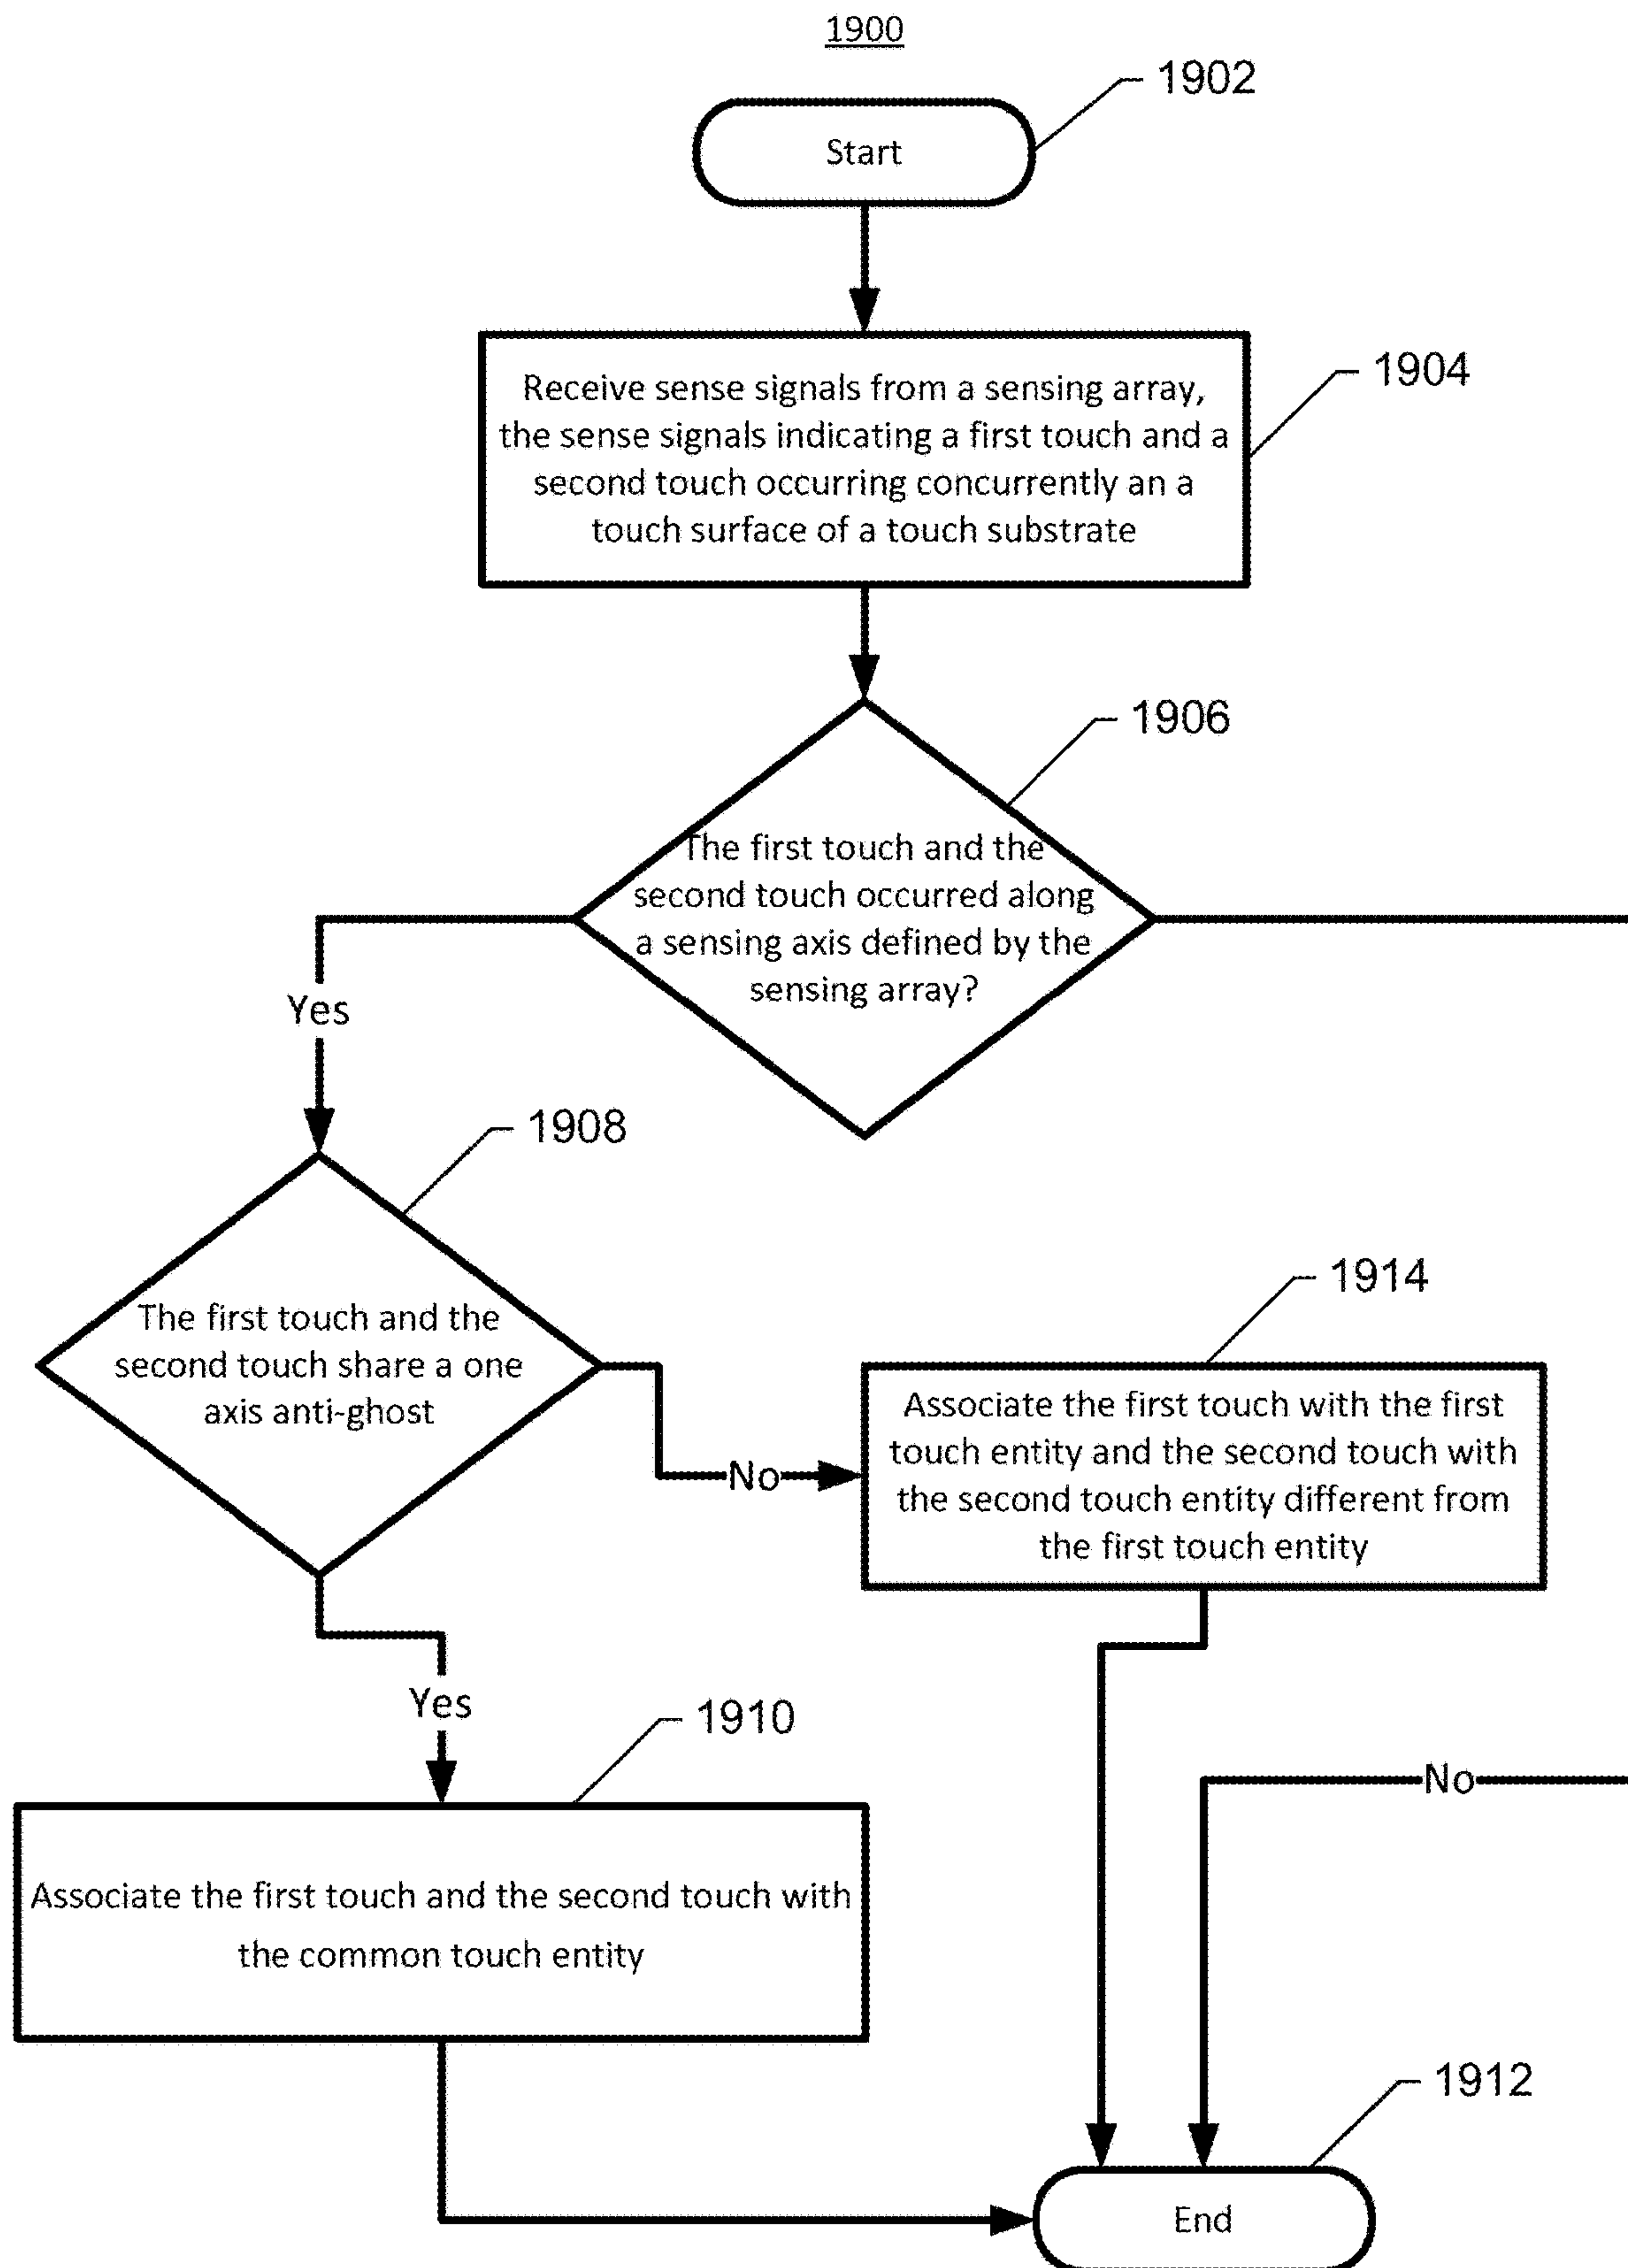 1900
1902
Start
1904
Receive sense signals from a sensing array,
the sense signals indicating a first touch and a
second touch occurring concurrently an a
touch surface of a touch substrate
1906
The first touch and the
second touch occurred along
a sensing axis defined by the
sensing array?
Yes
1908
The first touch and the
second touch share a one
axis anti-ghost
No
1914
Associate the first touch with the first
touch entity and the second touch with
the second touch entity different from
the first touch entity
Yes
1910
Associate the first touch and the second touch with
the common touch entity
No
1912
End